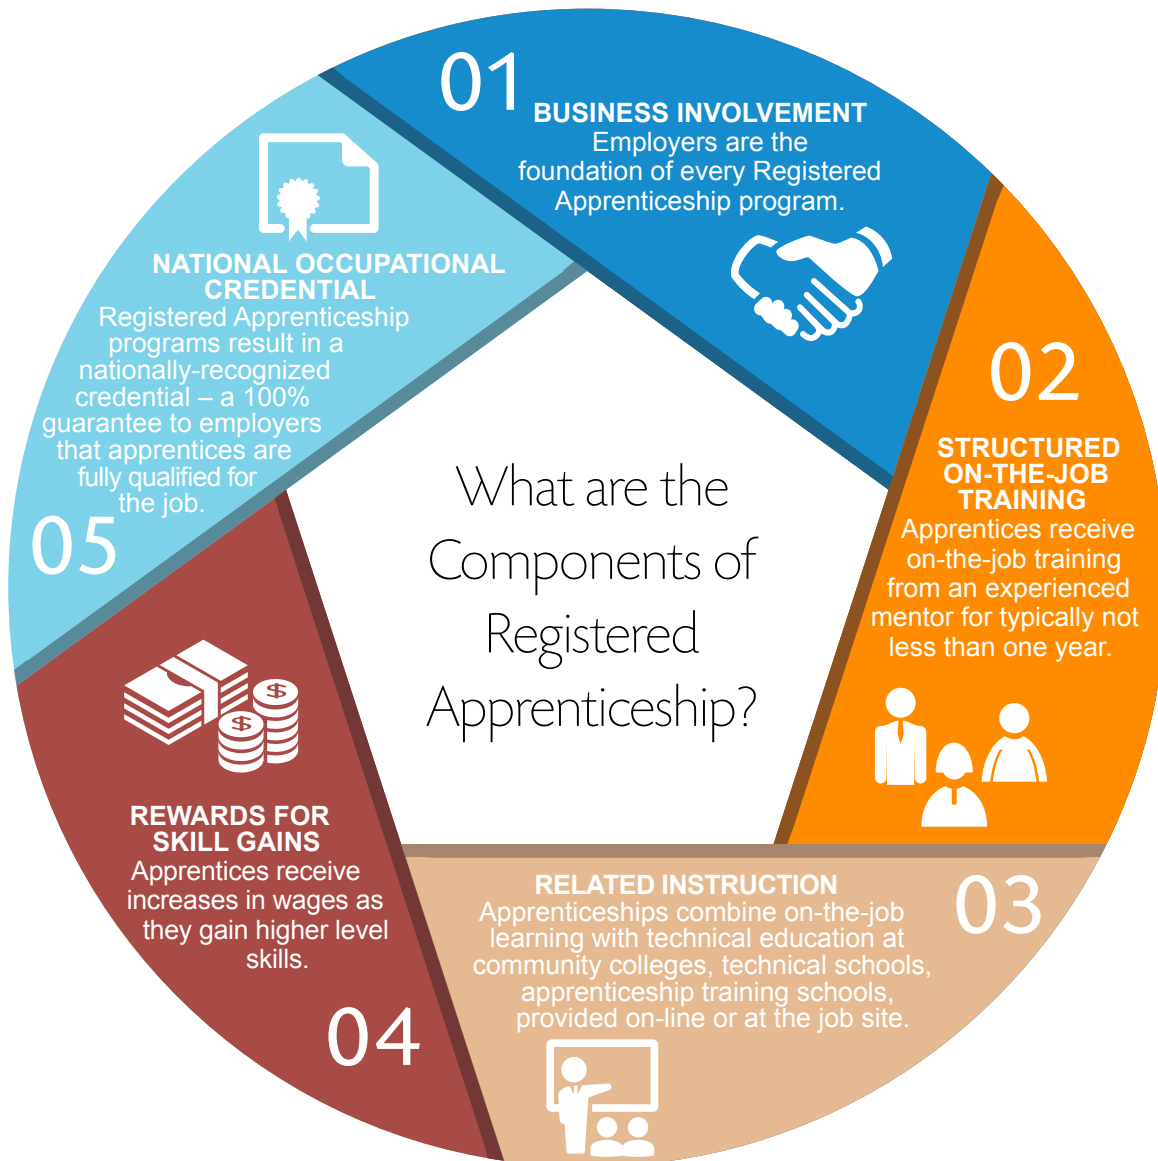 What are the
Components of
Registered
Apprenticeship?
01
BUSINESS INVOLVEMENT
Employers are the
foundation of every Registered
Apprenticeship program.
02
STRUCTURED
ON-THE-JOB
TRAINING
Apprentices receive
on-the-job training
from an experienced
mentor for typically not
less than one year.
03
RELATED INSTRUCTION
Apprenticeships combine on-the-job
learning with technical education at
community colleges, technical schools,
apprenticeship training schools,
provided on-line or at the job site.
04
REWARDS FOR
SKILL GAINS
Apprentices receive
increases in wages as
they gain higher level
skills.
$
$
05
NATIONAL OCCUPATIONAL
CREDENTIAL
Registered Apprenticeship
programs result in a
nationally-recognized
credential – a 100%
guarantee to employers
that apprentices are
fully qualified for
the job.